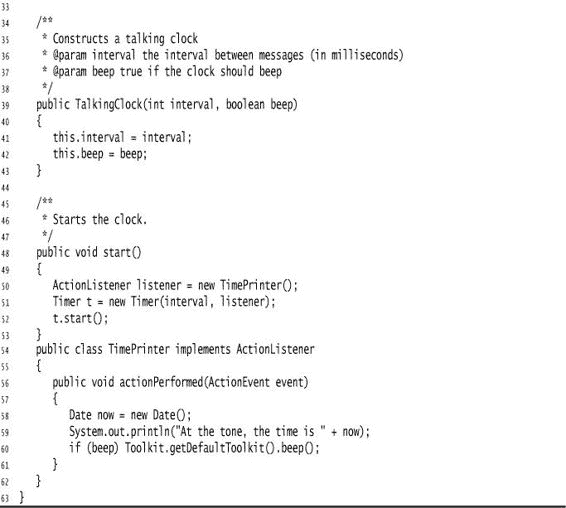 33
34 /**
35 * Constructs a talking clock
36 * @param interval the interval between messages (in milliseconds)
37 * @param beep true if the clock should beep
38 */
39 public TalkingClock(int interval, boolean beep)
40 {
41 this.interval = interval;
42 this.beep = beep;
43 }
44
45 /**
46 * Starts the clock.
47 */
48 public void start()
49 {
50 ActionListener listener = new TimePrinter();
51 Timer t = new Timer(interval, listener);
52 t.start();
53 }
54 public class TimePrinter implements ActionListener
55 {
56 public void actionPerformed(ActionEvent event)
57 {
58 Date now = new Date();
59 System.out.println("At the tone, the time is " + now);
60 if (beep) Toolkit.getDefaultToolkit().beep();
61 }
62 }
63 }